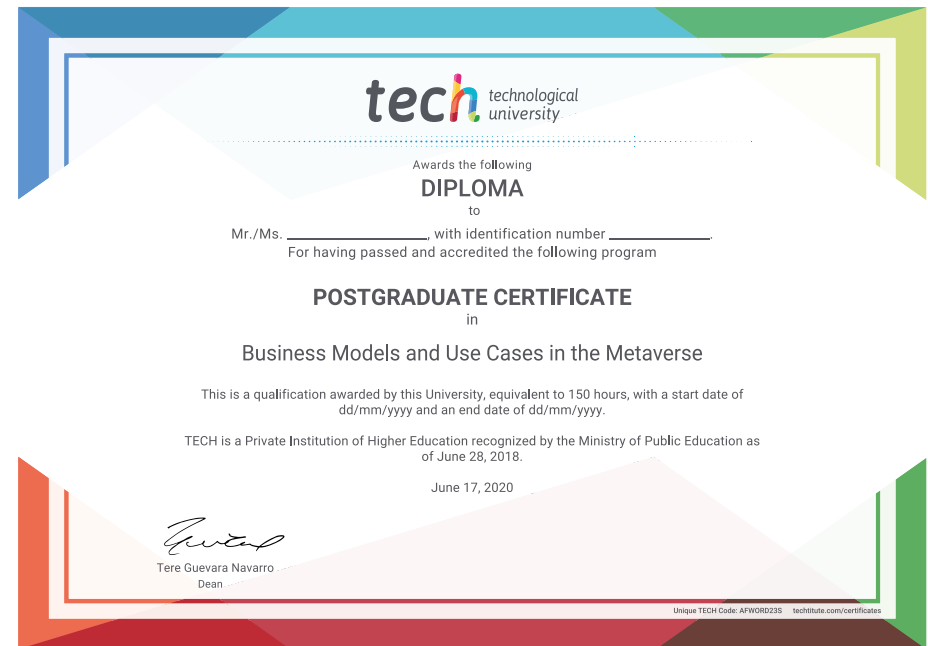 tech technological
university
Awards the following
DIPLOMA
to
Mr./Ms. ____________________, with identification number ______________.
For having passed and accredited the following program
POSTGRADUATE CERTIFICATE
in
Business Models and Use Cases in the Metaverse
This is a qualification awarded by this University, equivalent to 150 hours, with a start date of
dd/mm/yyyy and an end date of dd/mm/yyyy.
TECH is a Private Institution of Higher Education recognized by the Ministry of Public Education as
of June 28, 2018.
June 17, 2020
Tere Guevara Navarro
Dean
Unique TECH Code: AFWORD23S techtitute.com/certificates